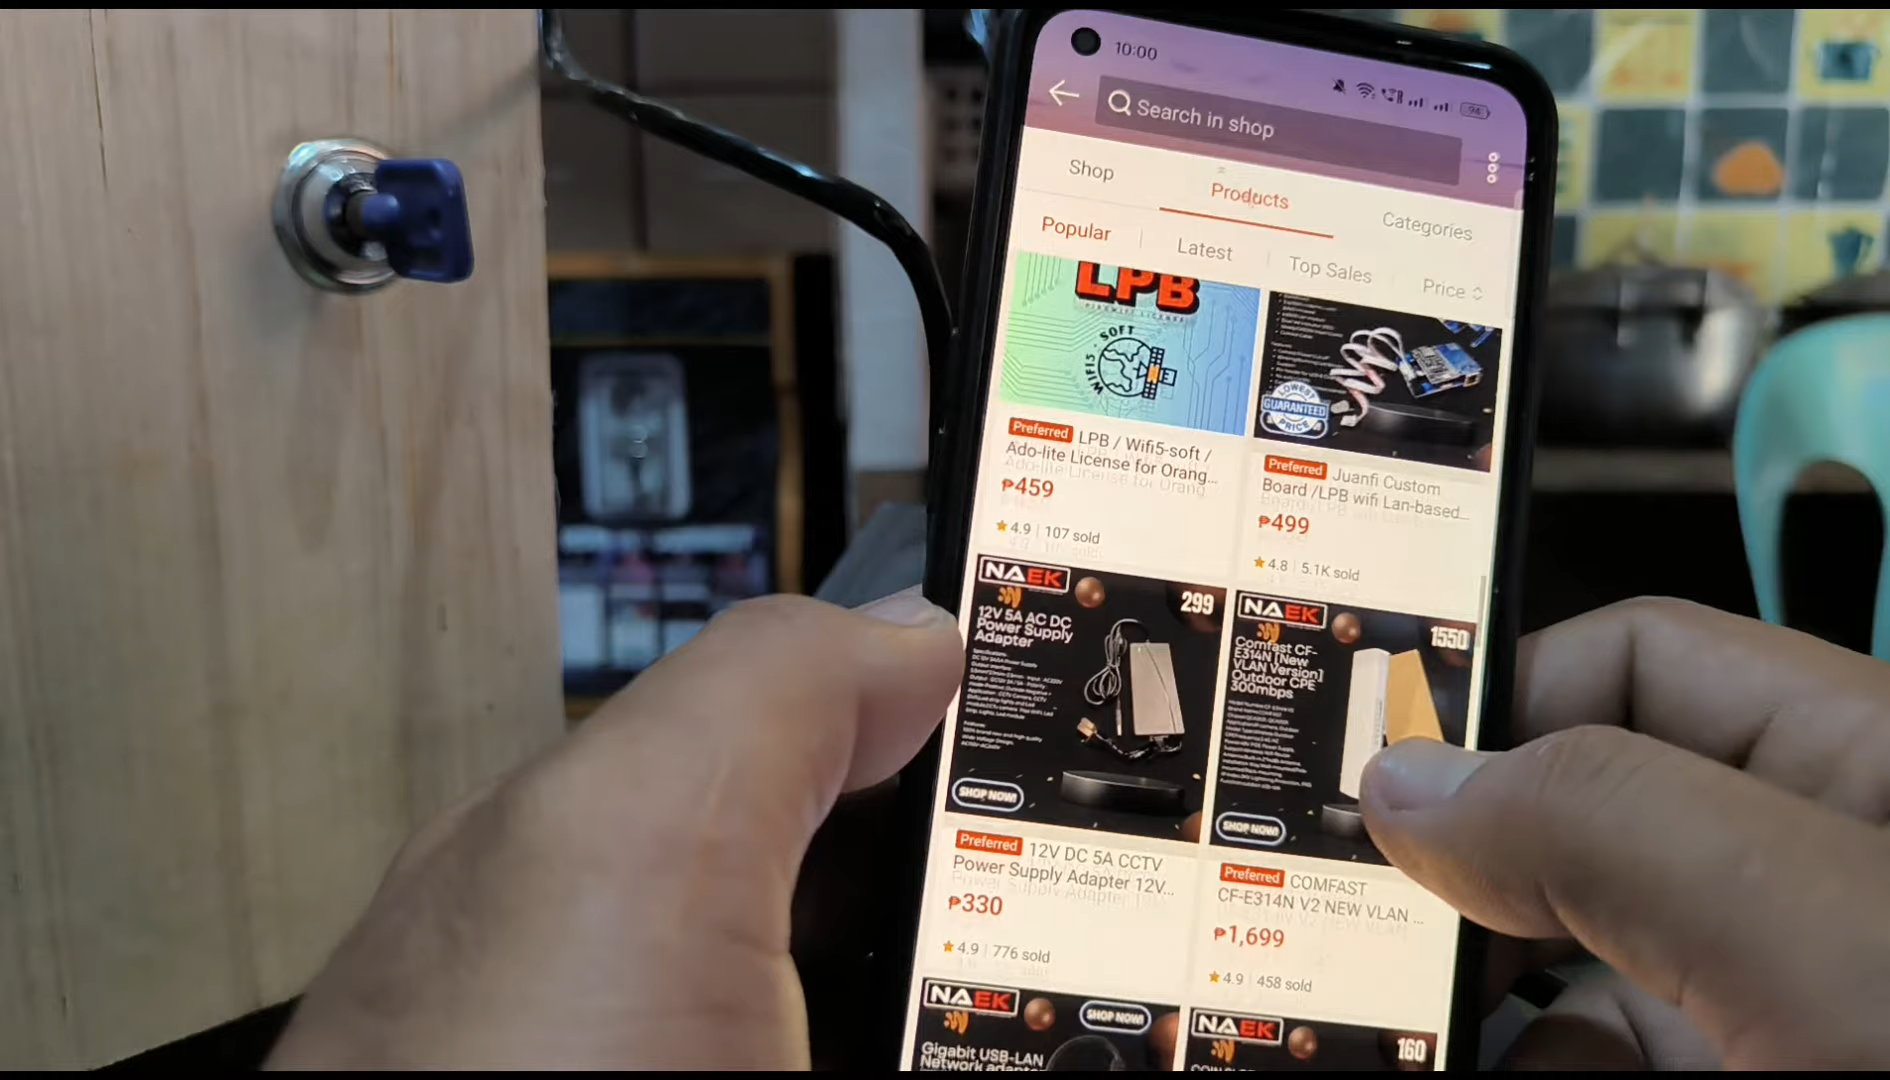 10:00
94
Search in shop
Shop
Products
Categories
Popular
Latest
Top Sales
Price
LPB
WIFI5 - SOFT
LOWEST
GUARANTEED
PRICE
Preferred LPB / Wifi5-soft /
Ado-lite License for Orang...
₱459
4.9 | 107 sold
Preferred Juanfi Custom
Board /LPB wifi Lan-based...
₱499
4.8 | 5.1K sold
NAEK
299
12V 5A AC DC
Power Supply
Adapter
SHOP NOW!
NAEK
1550
Comfast CF-
E314N [New
VLAN Version]
Outdoor CPE
300mbps
SHOP NOW!
Preferred 12V DC 5A CCTV
Power Supply Adapter 12V...
₱330
4.9 | 776 sold
Preferred COMFAST
CF-E314N V2 NEW VLAN ...
₱1,699
4.9 | 458 sold
NAEK
SHOP NOW!
Gigabit USB-LAN
NAEK
160